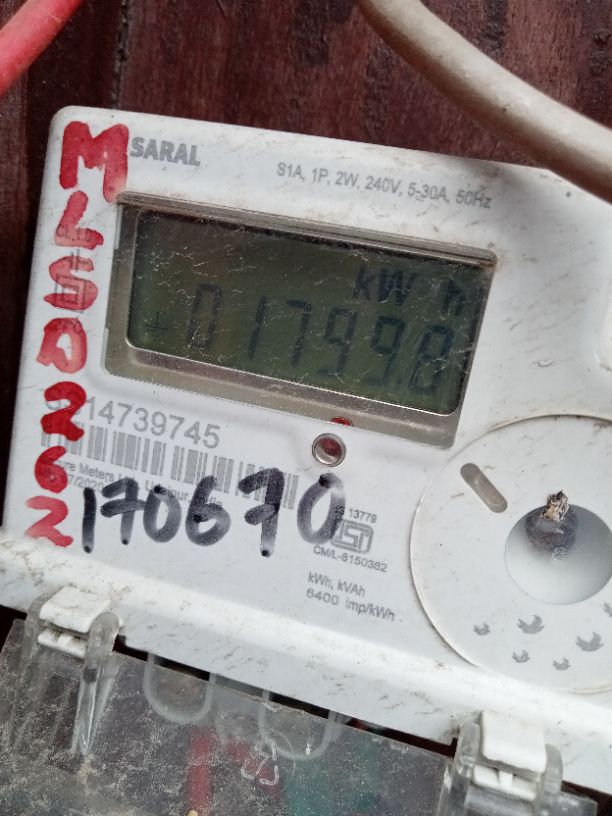 SARAL
S1A, 1P, 2W, 240V, 5-30A, 50Hz
MLSD262
kW h
01799.8
14739745
170670
IS 13779
CM/L-8150382
kWh, kVAh
6400 imp/kWh